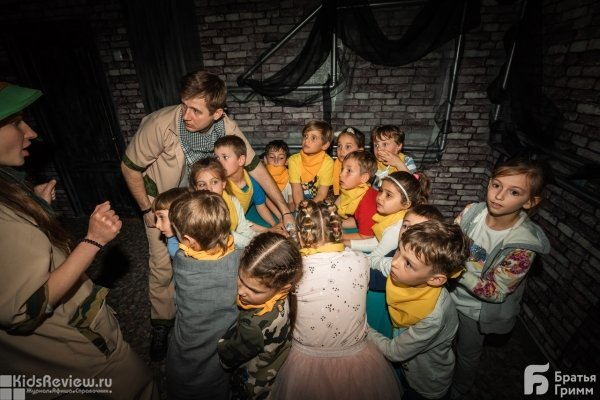 KidsReview.ru
Журнал Афиша Справочник
Братья
Гримм